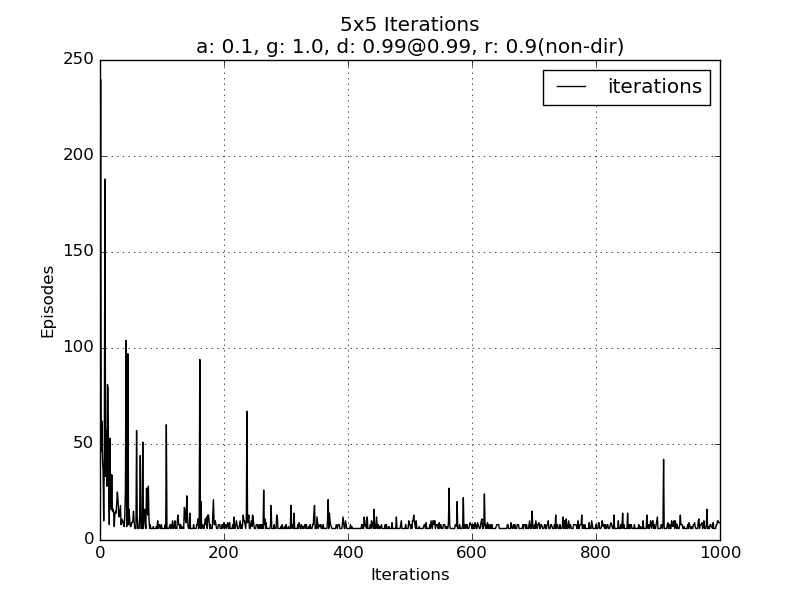 5x5 Iterations
a: 0.1, g: 1.0, d: 0.99@0.99, r: 0.9(non-dir)
250
iterations
200
150
Episodes
100
50
0
0 200 400 600 800 1000
Iterations